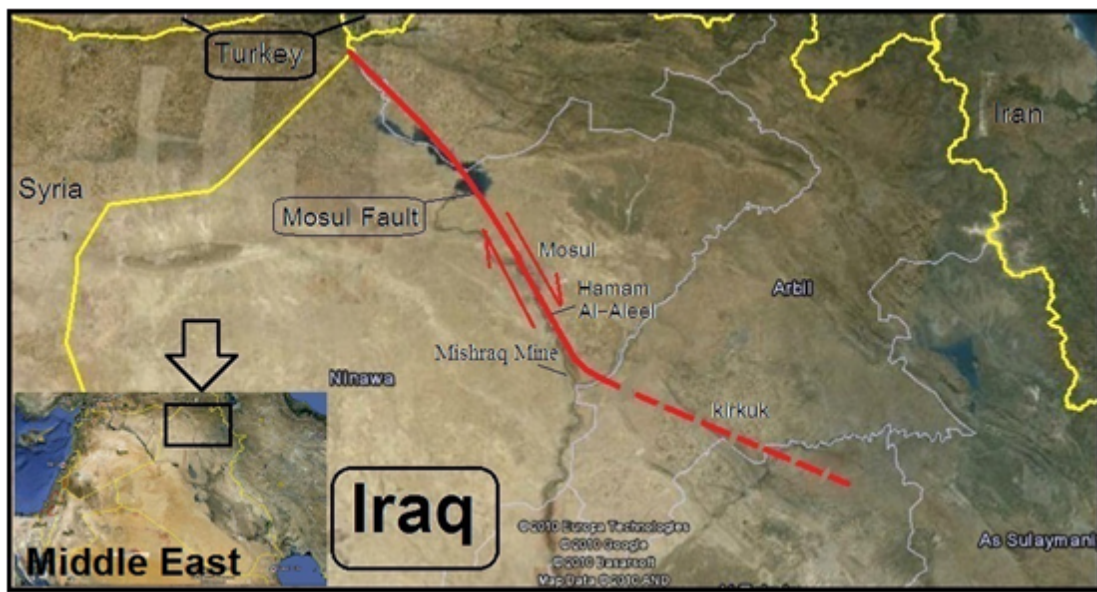 Turkey
Iran
Syria
Mosul Fault
Mosul
Hamam
Al-Aleel
Arbil
Mishraq Mine
Ninawa
kirkuk
Iraq
©2010 Europa Technologies
©2010 Google
©2010 Basarsoft
Map Data ©2010 AND
As Sulaymani
Middle East